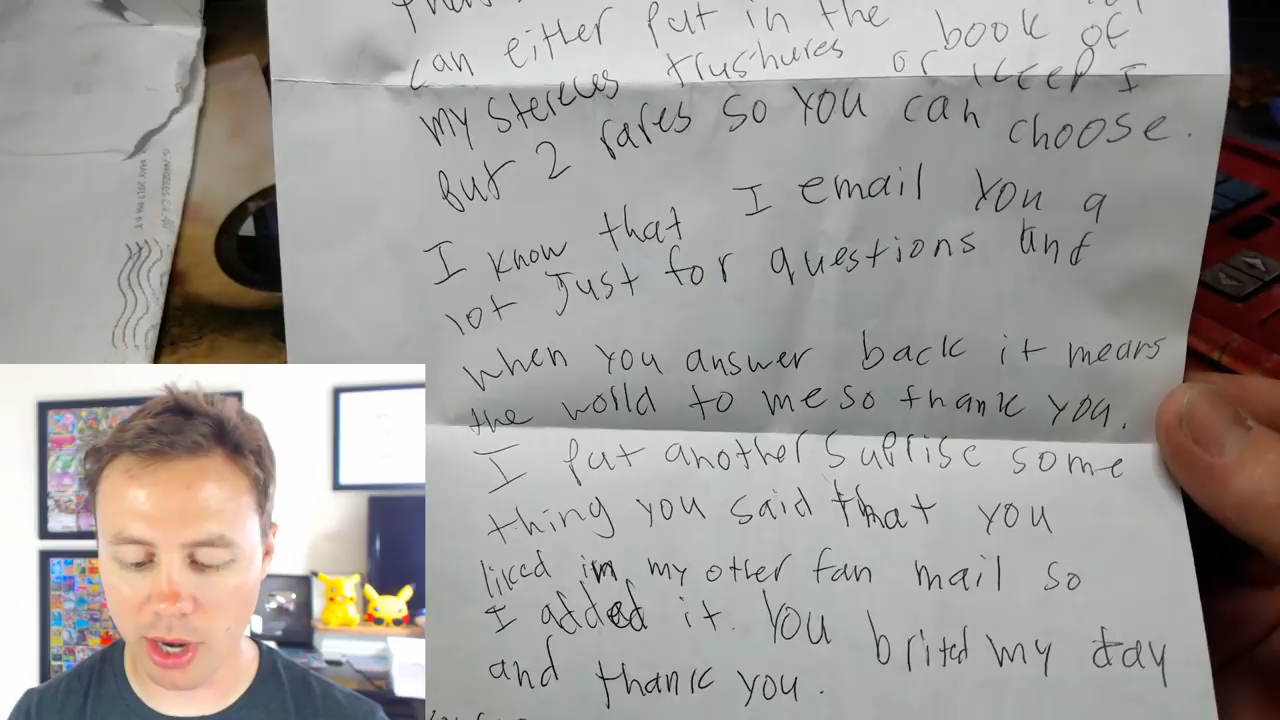 can either put in the book of
mystereus trushures or keep I
but 2 rares so you can choose.
I know that I email you a
lot Just for questions and
when you answer back it means
the world to me so thank you.
I put another suprise some
thing you said that you
liked in my other fan mail so
I added it. You brited my day
and thank you.